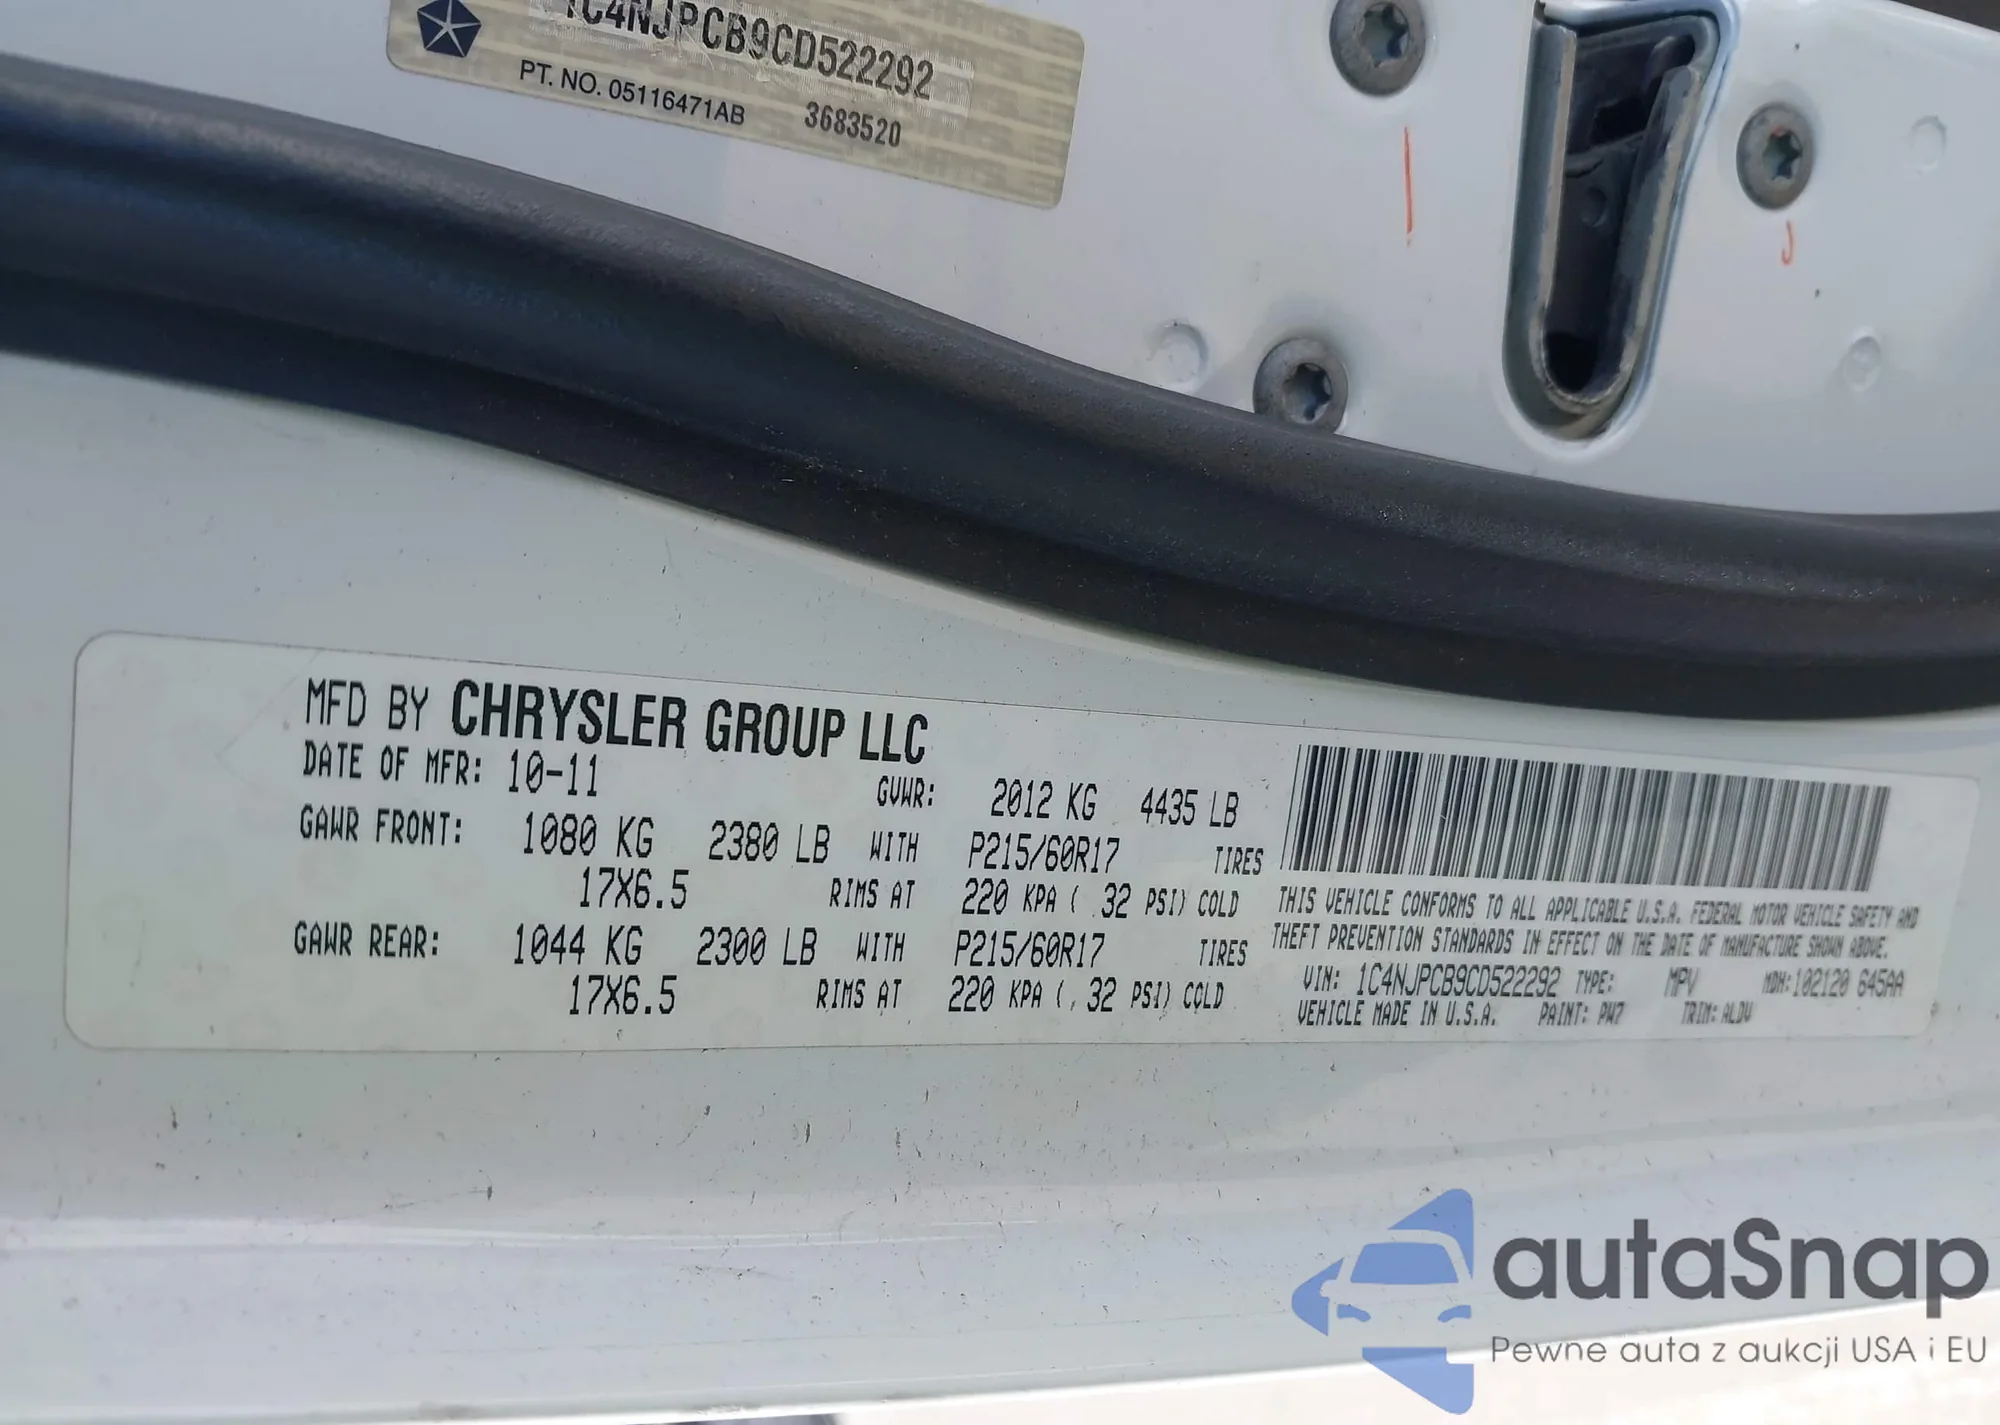 1C4NJPCB9CD522292
PT. NO. 05116471AB 3683520
MFD BY CHRYSLER GROUP LLC
DATE OF MFR: 10-11 GVWR: 2012 KG 4435 LB
GAWR FRONT: 1080 KG 2380 LB WITH P215/60R17 TIRES
17X6.5 RIMS AT 220 KPA ( 32 PSI) COLD
GAWR REAR: 1044 KG 2300 LB WITH P215/60R17 TIRES
17X6.5 RIMS AT 220 KPA ( 32 PSI) COLD
THIS VEHICLE CONFORMS TO ALL APPLICABLE U.S.A. FEDERAL MOTOR VEHICLE SAFETY AND
THEFT PREVENTION STANDARDS IN EFFECT ON THE DATE OF MANUFACTURE SHOWN ABOVE.
VIN: 1C4NJPCB9CD522292 TYPE: MPV MDH:102120 645AA
VEHICLE MADE IN U.S.A. PAINT: PW7 TRIM: ALDV
autaSnap
Pewne auta z aukcji USA i EU